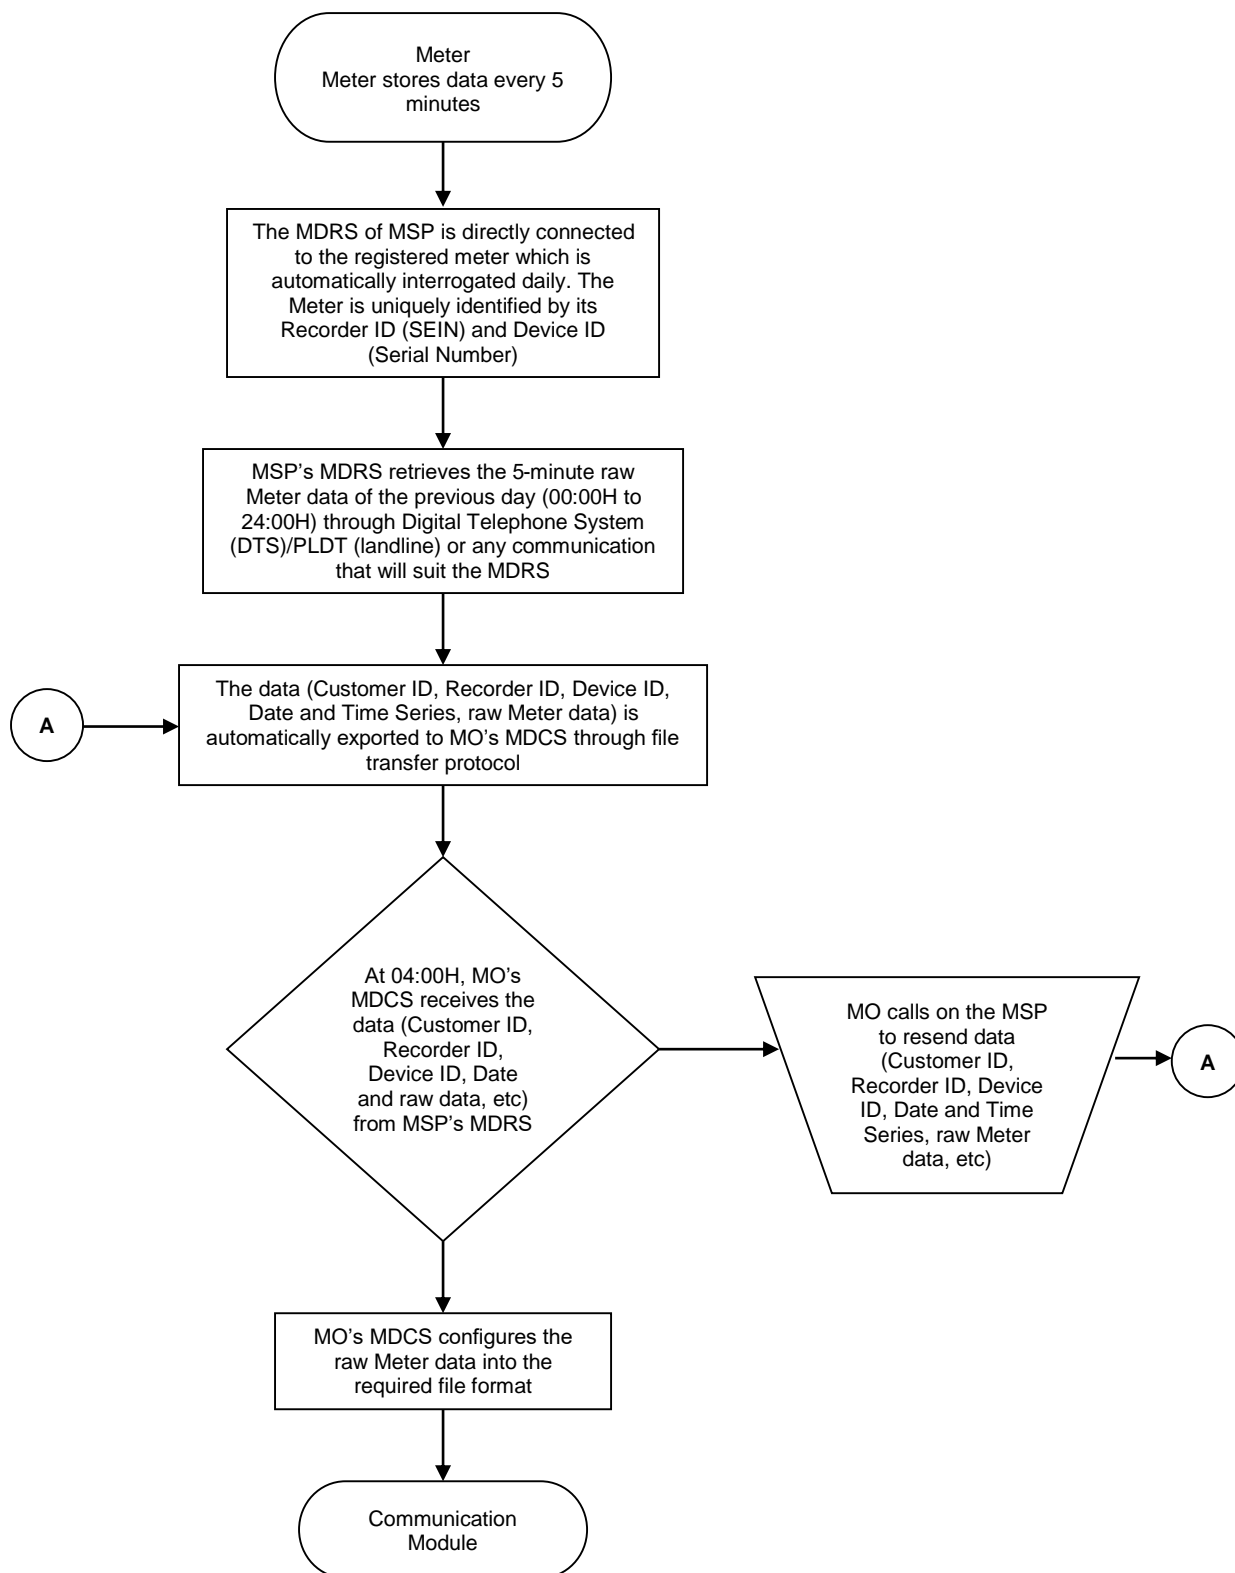 Meter
Meter stores data every 5
minutes
The MDRS of MSP is directly connected
to the registered meter which is
automatically interrogated daily. The
Meter is uniquely identified by its
Recorder ID (SEIN) and Device ID
(Serial Number)
MSP’s MDRS retrieves the 5-minute raw
Meter data of the previous day (00:00H to
24:00H) through Digital Telephone System
(DTS)/PLDT (landline) or any communication
that will suit the MDRS
A
The data (Customer ID, Recorder ID, Device ID,
Date and Time Series, raw Meter data) is
automatically exported to MO’s MDCS through file
transfer protocol
At 04:00H, MO’s
MDCS receives the
data (Customer ID,
Recorder ID,
Device ID, Date
and raw data, etc)
from MSP’s MDRS
MO calls on the MSP
to resend data
(Customer ID,
Recorder ID, Device
ID, Date and Time
Series, raw Meter
data, etc)
A
MO’s MDCS configures the
raw Meter data into the
required file format
Communication
Module